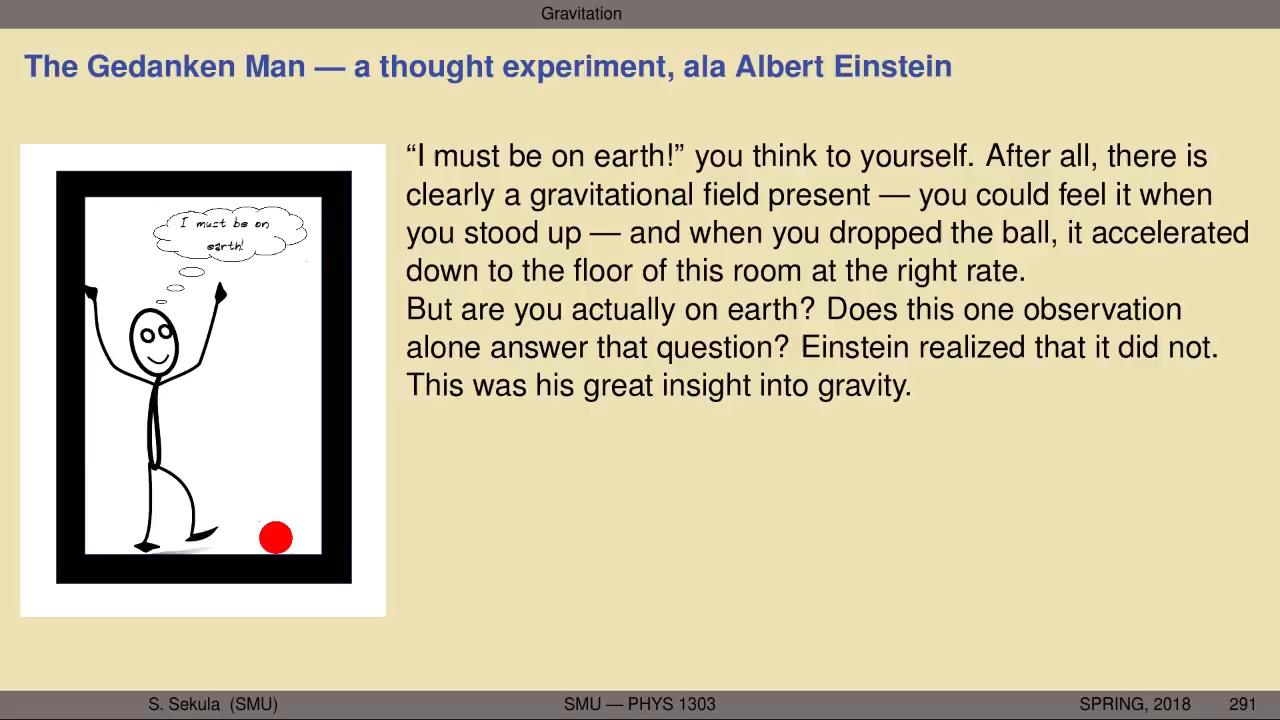 Gravitation
The Gedanken Man — a thought experiment, ala Albert Einstein
I must be on
earth!
“I must be on earth!” you think to yourself. After all, there is
clearly a gravitational field present — you could feel it when
you stood up — and when you dropped the ball, it accelerated
down to the floor of this room at the right rate.
But are you actually on earth? Does this one observation
alone answer that question? Einstein realized that it did not.
This was his great insight into gravity.
S. Sekula (SMU)
SMU — PHYS 1303
SPRING, 2018
291